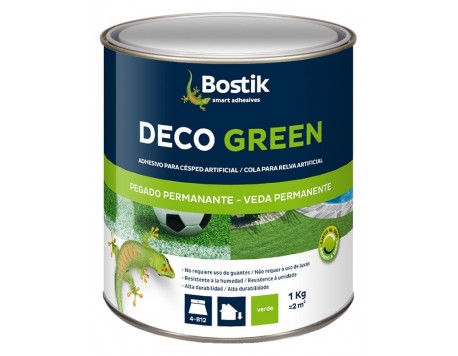 Bostik
smart adhesives
DECO GREEN
ADHESIVO PARA CÉSPED ARTIFICIAL / COLA PARA RELVA ARTIFICIAL
PEGADO PERMANANTE - VEDA PERMANENTE
- No requiere uso de guantes / Não requer o uso de luvas
- Resistente a la humedad / Resistence à umidade
- Alta durabilidad / Alta durabilidade
4-B12
verde
1 Kg
=2 m²